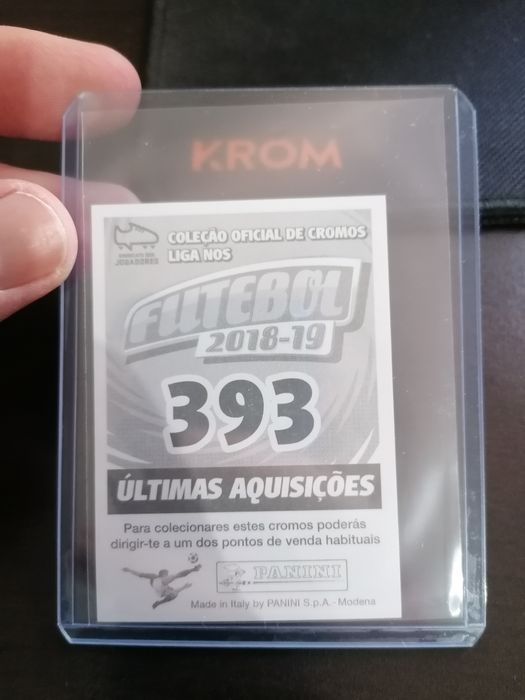 KROM
SINDICATO DOS
JOGADORES
COLEÇÃO OFICIAL DE CROMOS
LIGA NOS
FUTEBOL
2018-19
393
ÚLTIMAS AQUISIÇÕES
Para colecionares estes cromos poderás
dirigir-te a um dos pontos de venda habituais
PANINI
Made in Italy by PANINI S.p.A. - Modena